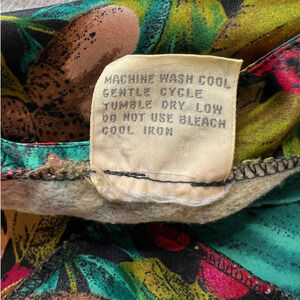 MACHINE WASH COOL
GENTLE CYCLE
TUMBLE DRY LOW
DO NOT USE BLEACH
COOL IRON